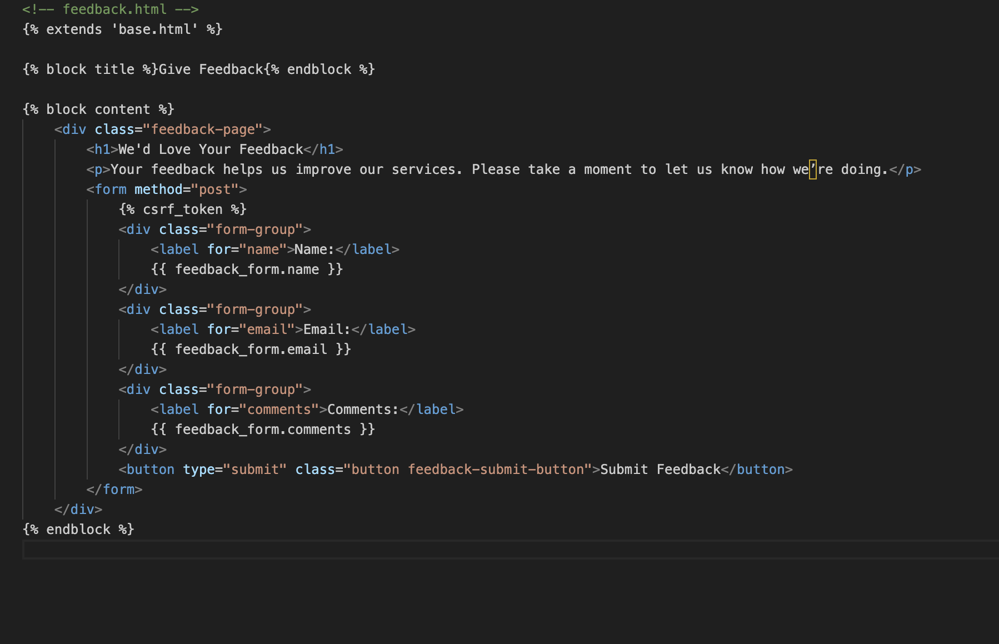 <!-- feedback.html -->
{% extends 'base.html' %}
{% block title %}Give Feedback{% endblock %}
{% block content %}
<div class="feedback-page">
<h1>We'd Love Your Feedback</h1>
<p>Your feedback helps us improve our services. Please take a moment to let us know how we’re doing.</p>
<form method="post">
{% csrf_token %}
<div class="form-group">
<label for="name">Name:</label>
{{ feedback_form.name }}
</div>
<div class="form-group">
<label for="email">Email:</label>
{{ feedback_form.email }}
</div>
<div class="form-group">
<label for="comments">Comments:</label>
{{ feedback_form.comments }}
</div>
<button type="submit" class="button feedback-submit-button">Submit Feedback</button>
</form>
</div>
{% endblock %}